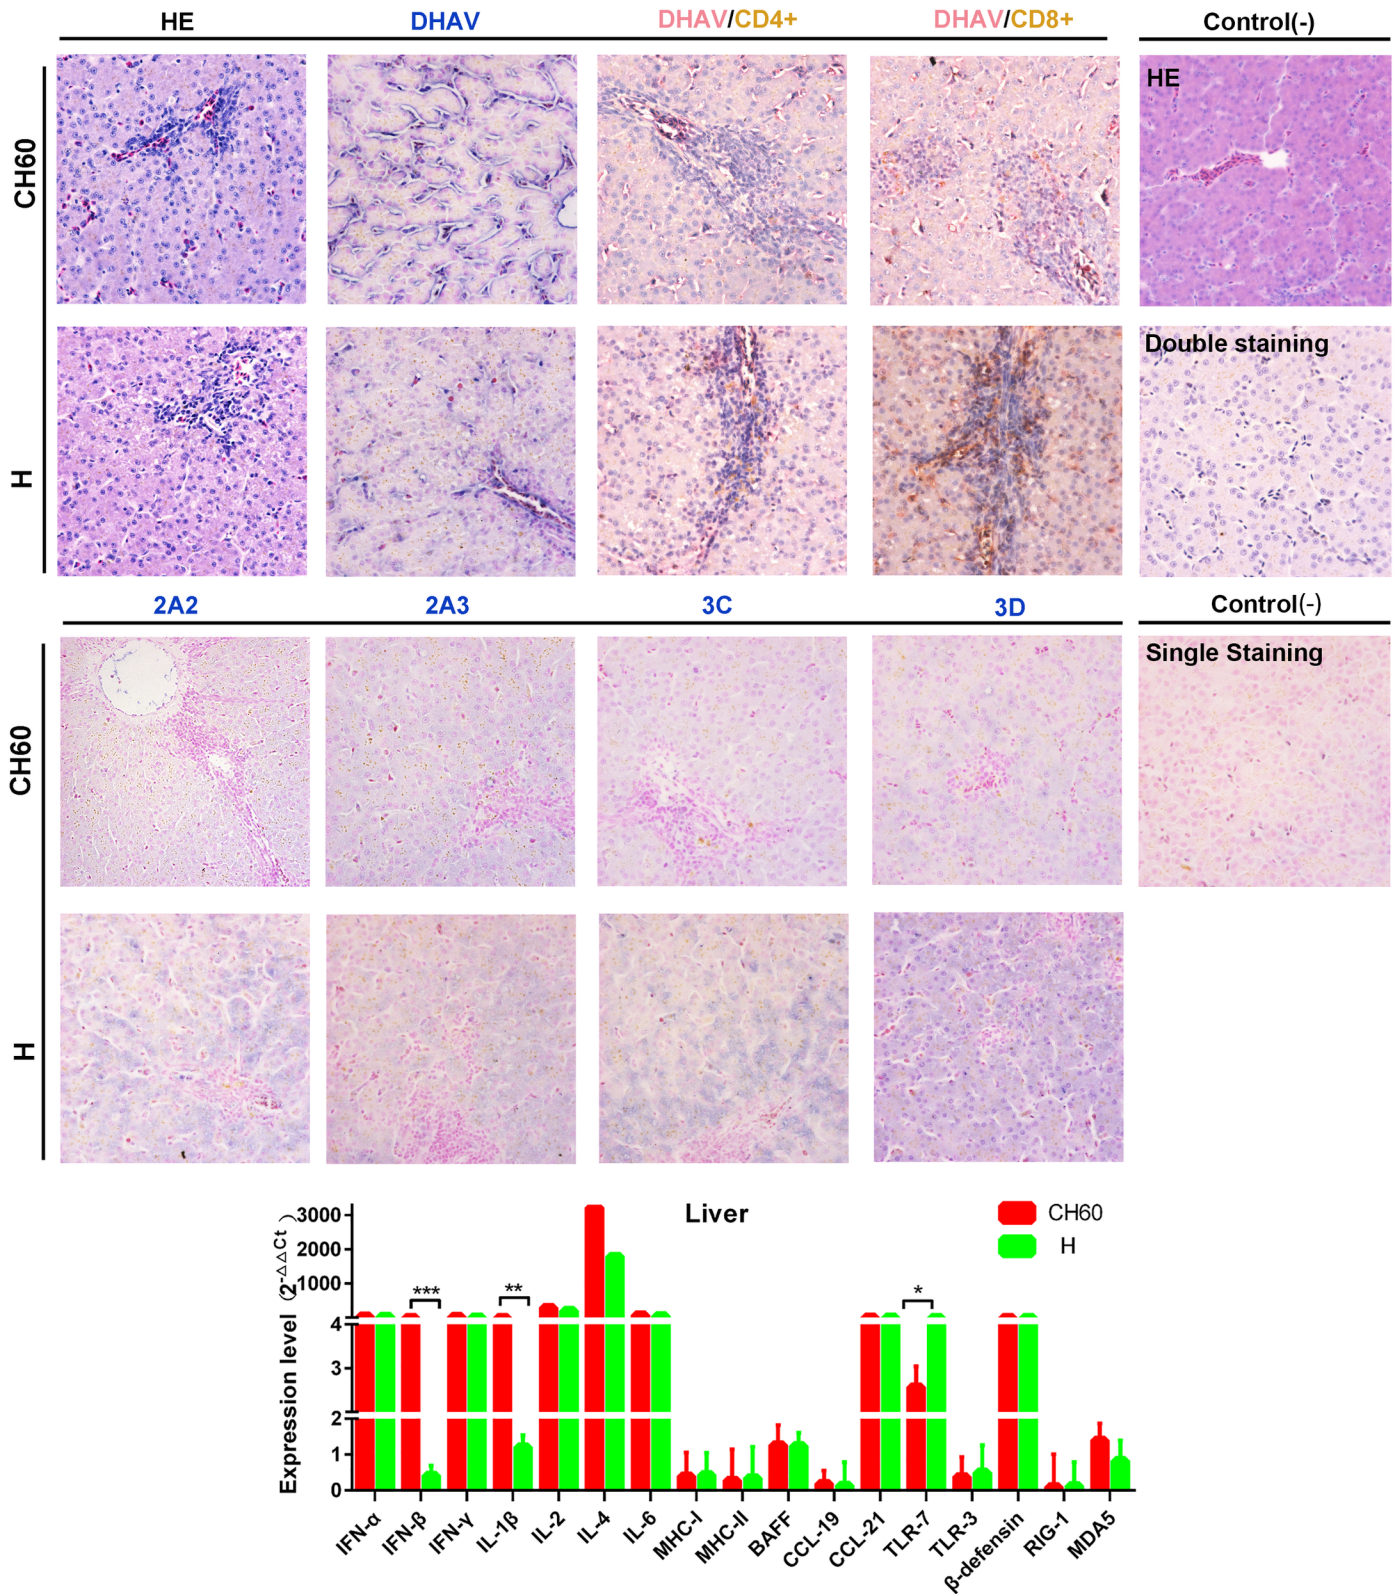 HE DHAV DHAV/CD4+ DHAV/CD8+ Control(-)
CH60
HE
H
Double staining
2A2 2A3 3C 3D Control(-)
CH60
Single Staining
H
Liver
CH60
H
Expression level (2-△△Ct)
3000
2000
1000
4
3
2
1
0
*** ** *
IFN-α IFN-β IFN-γ IL-1β IL-2 IL-4 IL-6 MHC-I MHC-II BAFF CCL-19 CCL-21 TLR-7 TLR-3 β-defensin RIG-1 MDA5